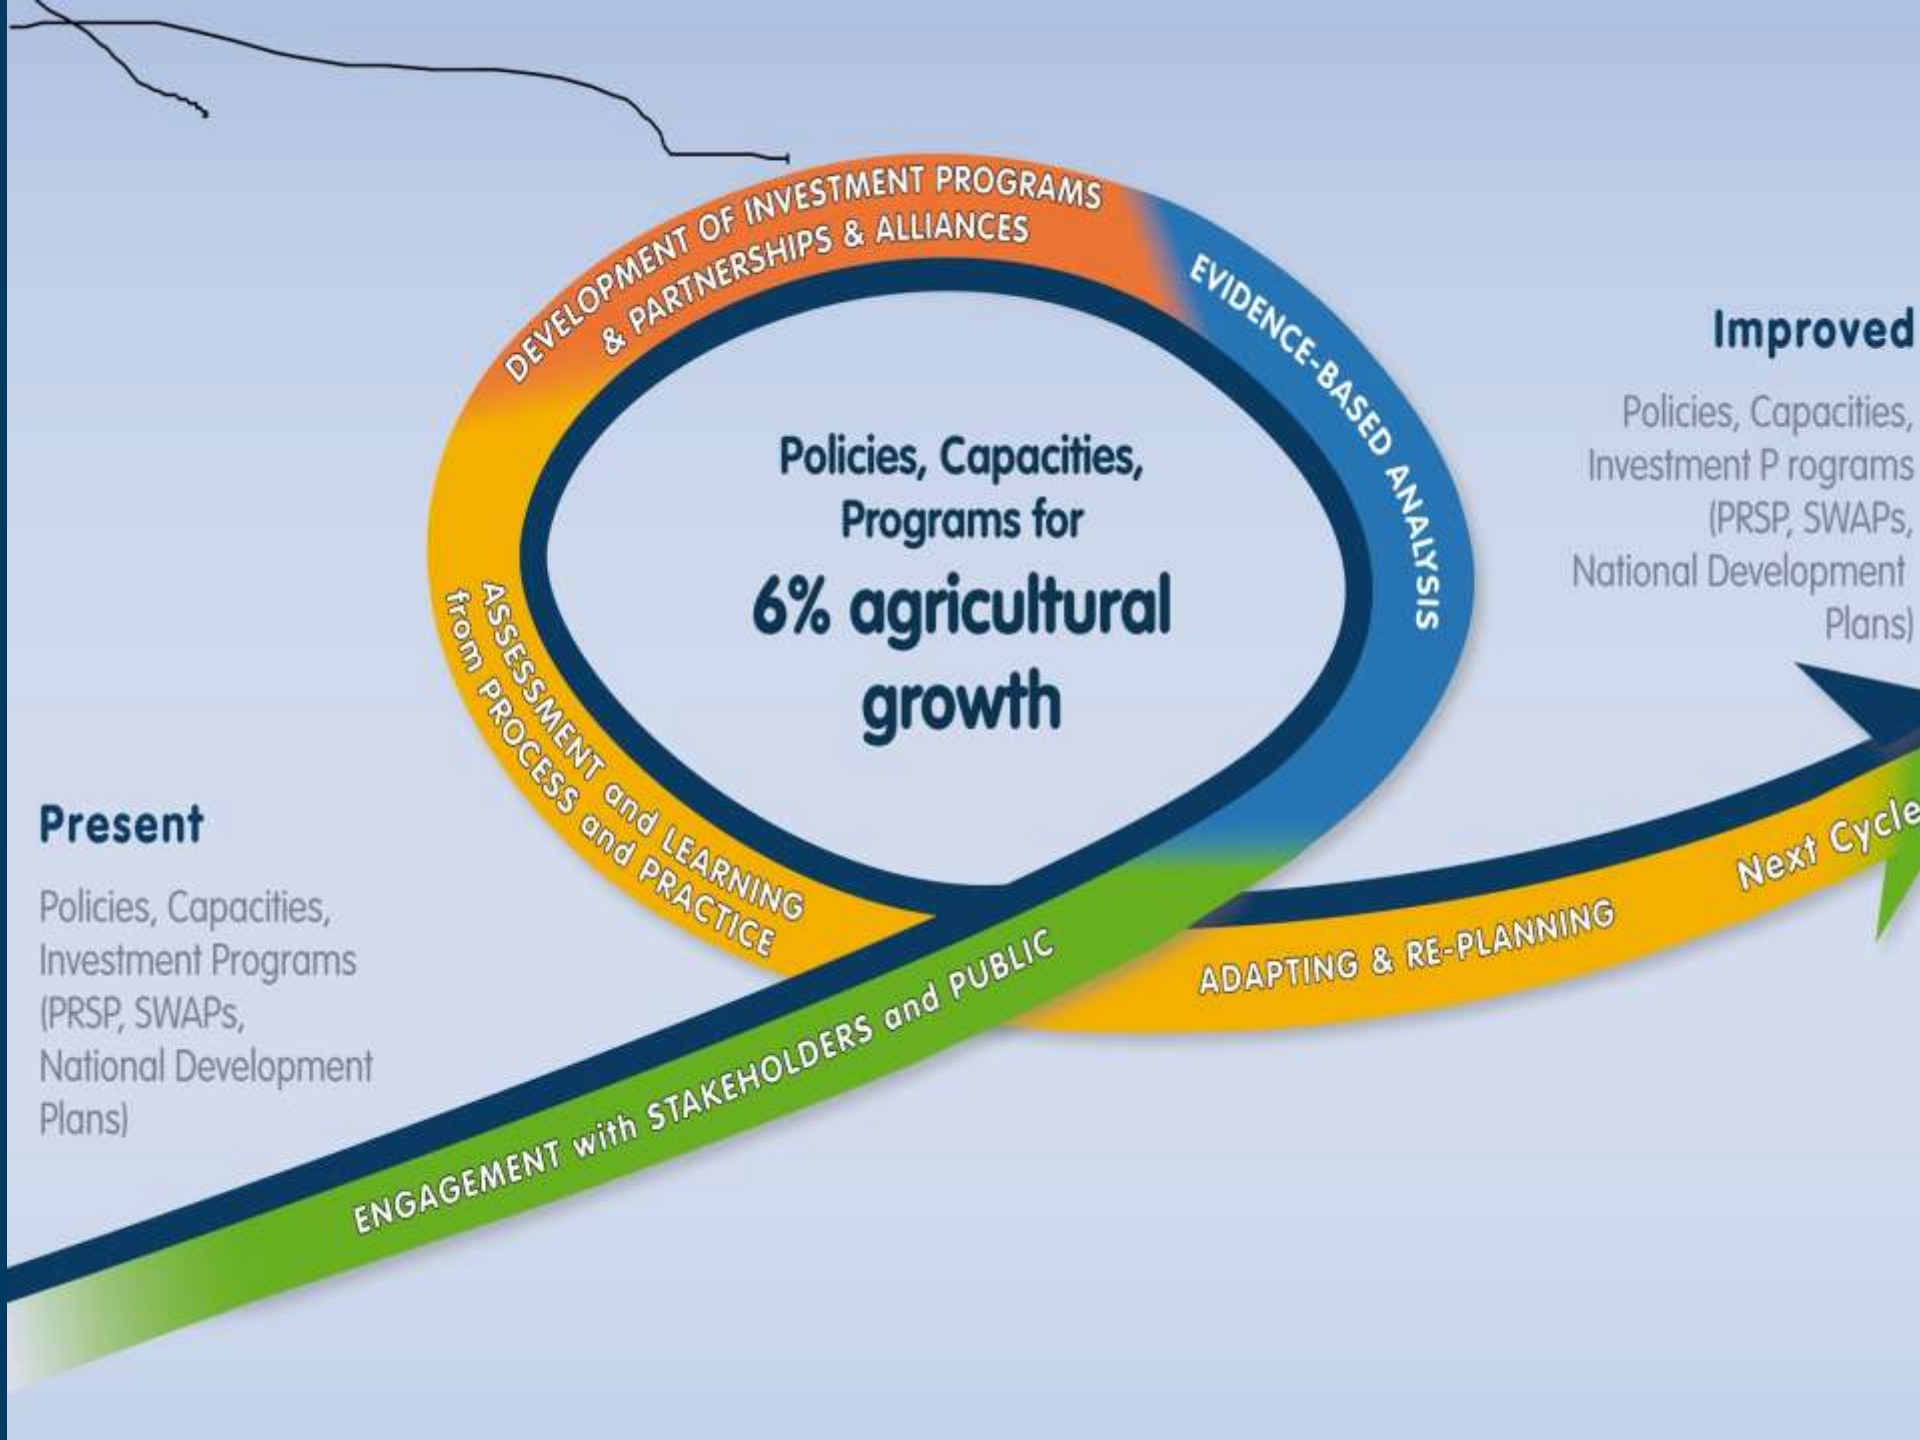 DEVELOPMENT OF INVESTMENT PROGRAMS
& PARTNERSHIPS & ALLIANCES
EVIDENCE-BASED ANALYSIS
Improved
Policies, Capacities,
Investment P rograms
(PRSP, SWAPs,
National Development
Plans)
Policies, Capacities,
Programs for
6% agricultural
growth
ASSESSMENT and LEARNING
from PROCESS and PRACTICE
Present
Policies, Capacities,
Investment Programs
(PRSP, SWAPs,
National Development
Plans)
ENGAGEMENT with STAKEHOLDERS and PUBLIC
ADAPTING & RE-PLANNING
Next Cycle